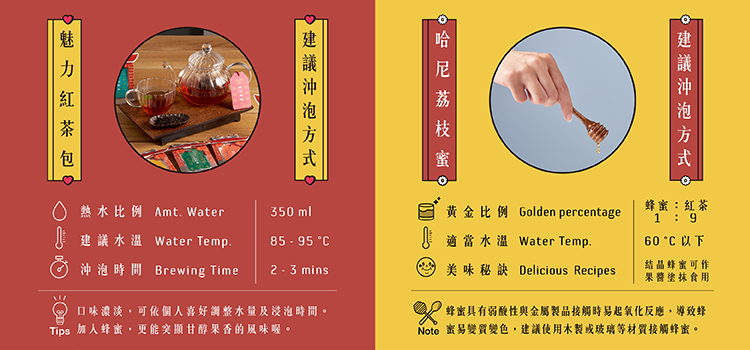 魅力紅茶包
建議沖泡方式
熱水比例 Amt. Water 350 ml
建議水溫 Water Temp. 85 - 95 °C
沖泡時間 Brewing Time 2 - 3 mins
Tips
口味濃淡，可依個人喜好調整水量及浸泡時間。
加入蜂蜜，更能突顯甘醇果香的風味喔。
哈尼荔枝蜜
建議沖泡方式
黃金比例 Golden percentage
蜂蜜：紅茶
1 : 9
適當水溫 Water Temp. 60 °C 以下
美味秘訣 Delicious Recipes
結晶蜂蜜可作
果醬塗抹食用
Note
蜂蜜具有弱酸性與金屬製品接觸時易起氧化反應，導致蜂
蜜易變質變色，建議使用木製或玻璃等材質接觸蜂蜜。